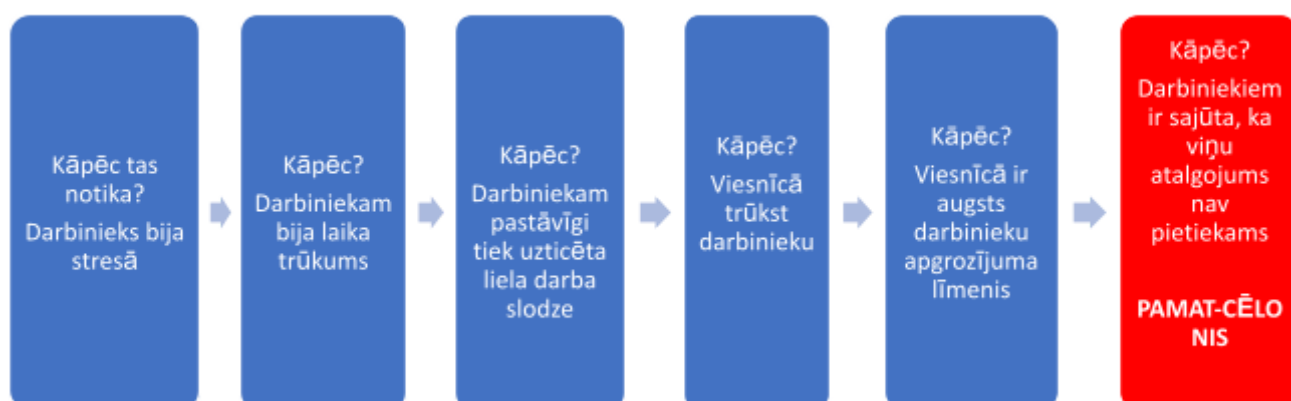 Kāpēc tas
notika?
Darbinieks bija
stresā
Kāpēc?
Darbiniekam
bija laika
trūkums
Kāpēc?
Darbiniekam
pastāvīgi
tiek uzticēta
liela darba
slodze
Kāpēc?
Viesnīcā
trūkst
darbinieku
Kāpēc?
Viesnīcā ir
augsts
darbinieku
apgrozījuma
līmenis
Kāpēc?
Darbiniekiem
ir sajūta, ka
viņu
atalgojums
nav
pietiekams
PAMAT-CĒLO
NIS